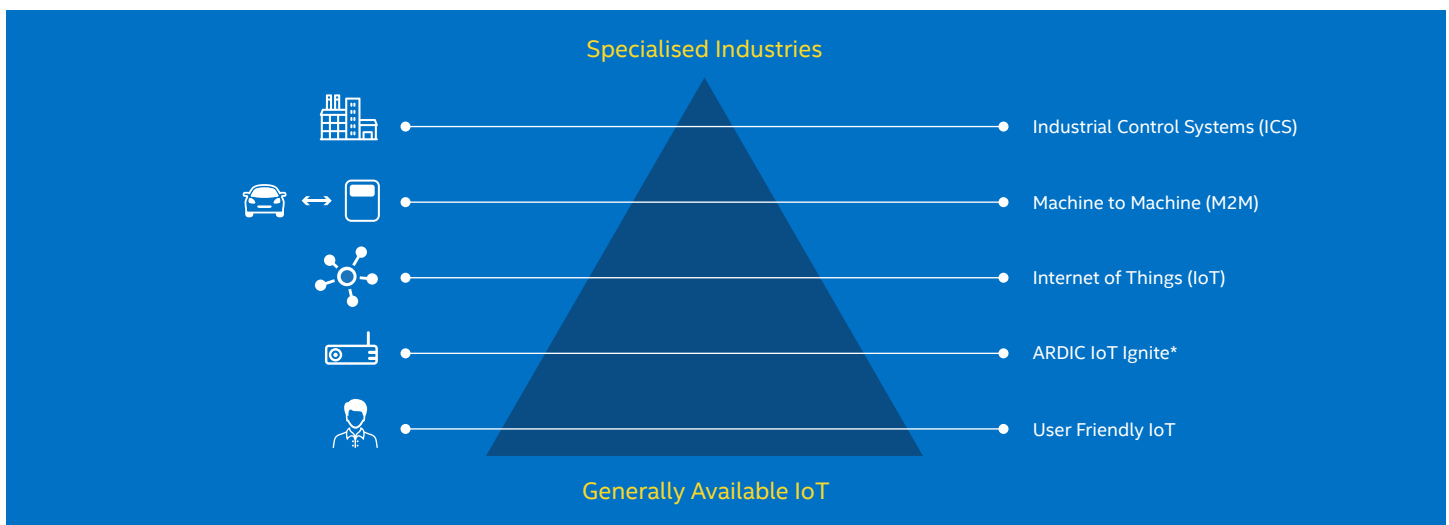 Specialised Industries
Industrial Control Systems (ICS)
Machine to Machine (M2M)
Internet of Things (IoT)
ARDIC IoT Ignite*
User Friendly IoT
Generally Available IoT